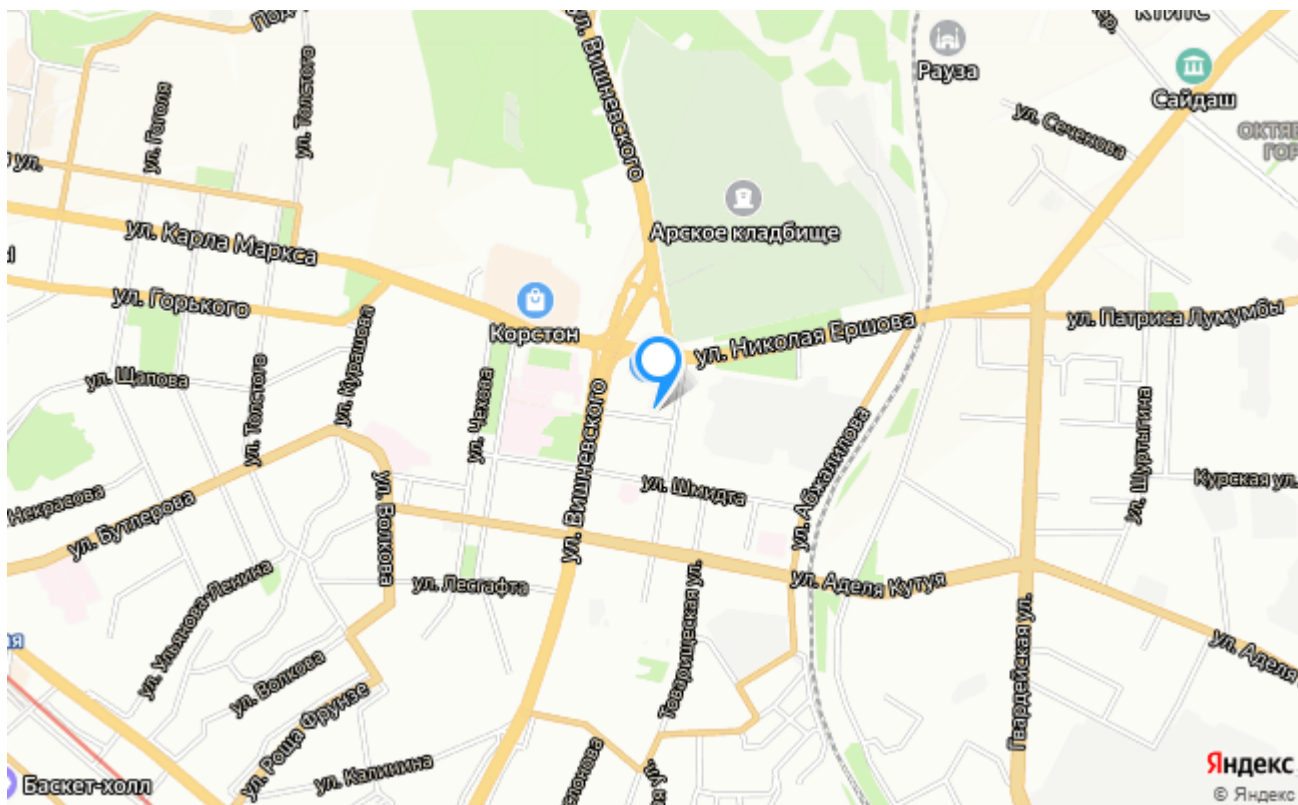 ул. Вишневского
КТИТС
Рауза
Сайдаш
ул. Толстого
ул. Гоголя
ул. Сеченова
ул.
Арское кладбище
ул. Карла Маркса
ул. Горького
Корстон
ул. Николая Ершова
ул. Патриса Лумумбы
ул. Курашова
ул. Щапова
ул. Толстого
ул. Чехова
ул. Вишневского
ул. Абжалилова
ул. Шуртыгина
ул. Шмидта
Курская ул.
Некрасова
ул. Бутлерова
ул. Волкова
ул. Лесгафта
ул. Аделя Кутуя
ул. Ульянова-Ленина
Товарищеская ул.
Гвардейская ул.
ул. Аделя
ул. Волкова
ул. Роща Фрунзе
ул. Калинина
Баскет-холл
Яндекс
© Яндекс